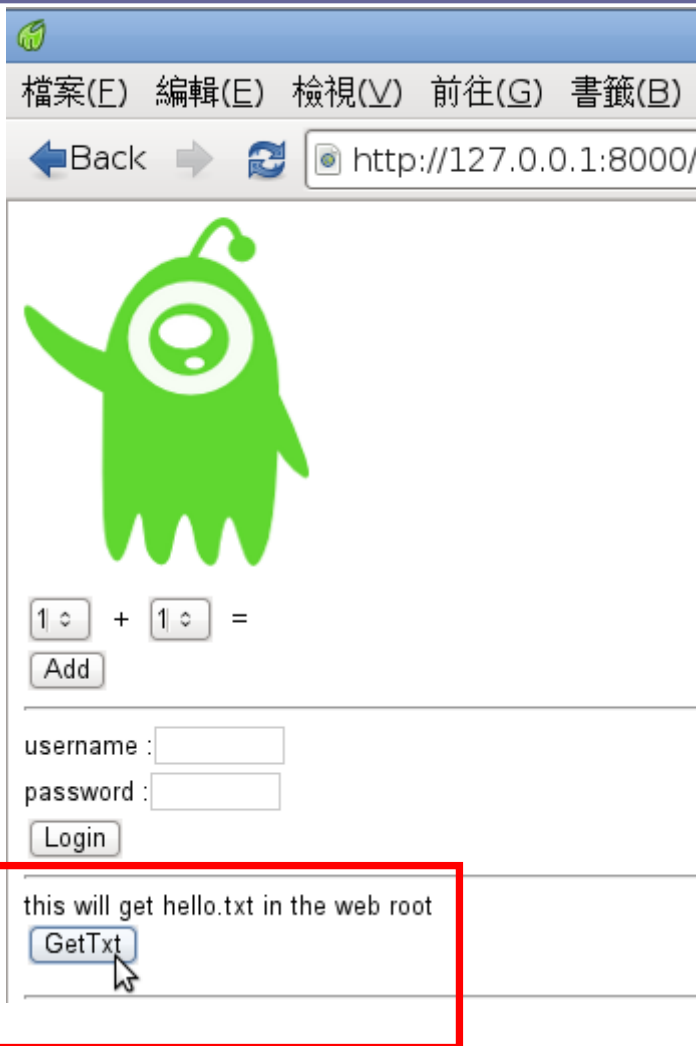 檔案(F) 編輯(E) 檢視(V) 前往(G) 書籤(B)
Back http://127.0.0.1:8000/
1 + 1 =
Add
username :
password :
Login
this will get hello.txt in the web root
GetTxt